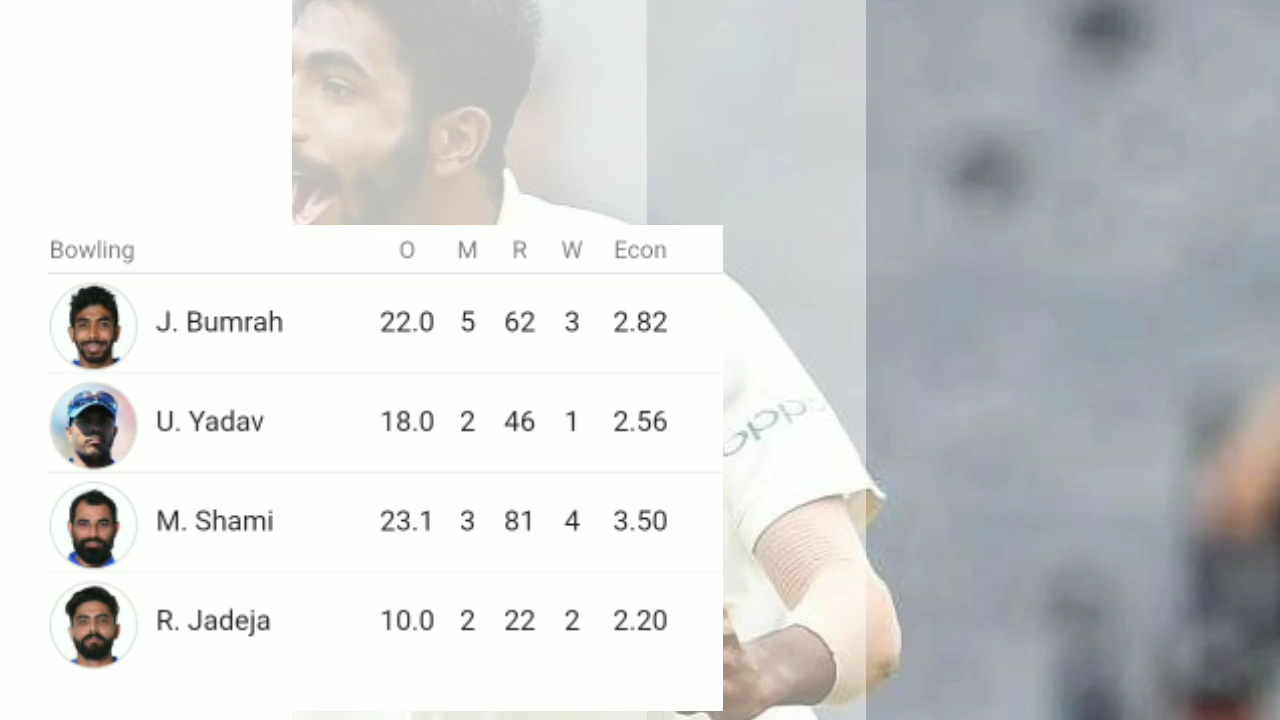 Bowling O M R W Econ
J. Bumrah 22.0 5 62 3 2.82
U. Yadav 18.0 2 46 1 2.56
M. Shami 23.1 3 81 4 3.50
R. Jadeja 10.0 2 22 2 2.20
oppo